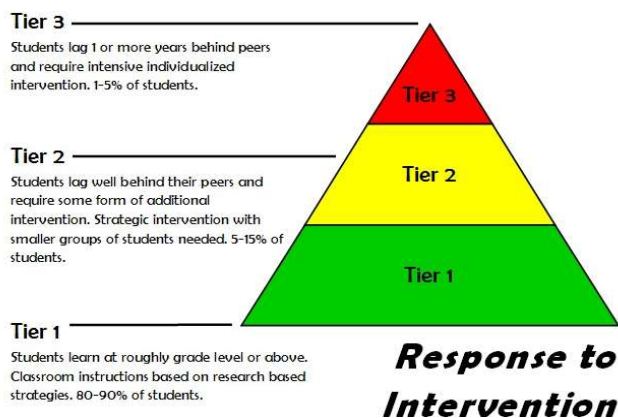 Tier 3
Students lag 1 or more years behind peers
and require intensive individualized
intervention. 1-5% of students.
Tier 3
Tier 2
Students lag well behind their peers and
require some form of additional
intervention. Strategic intervention with
smaller groups of students needed. 5-15% of
students.
Tier 2
Tier 1
Tier 1
Students learn at roughly grade level or above.
Classroom instructions based on research based
strategies. 80-90% of students.
Response to
Intervention